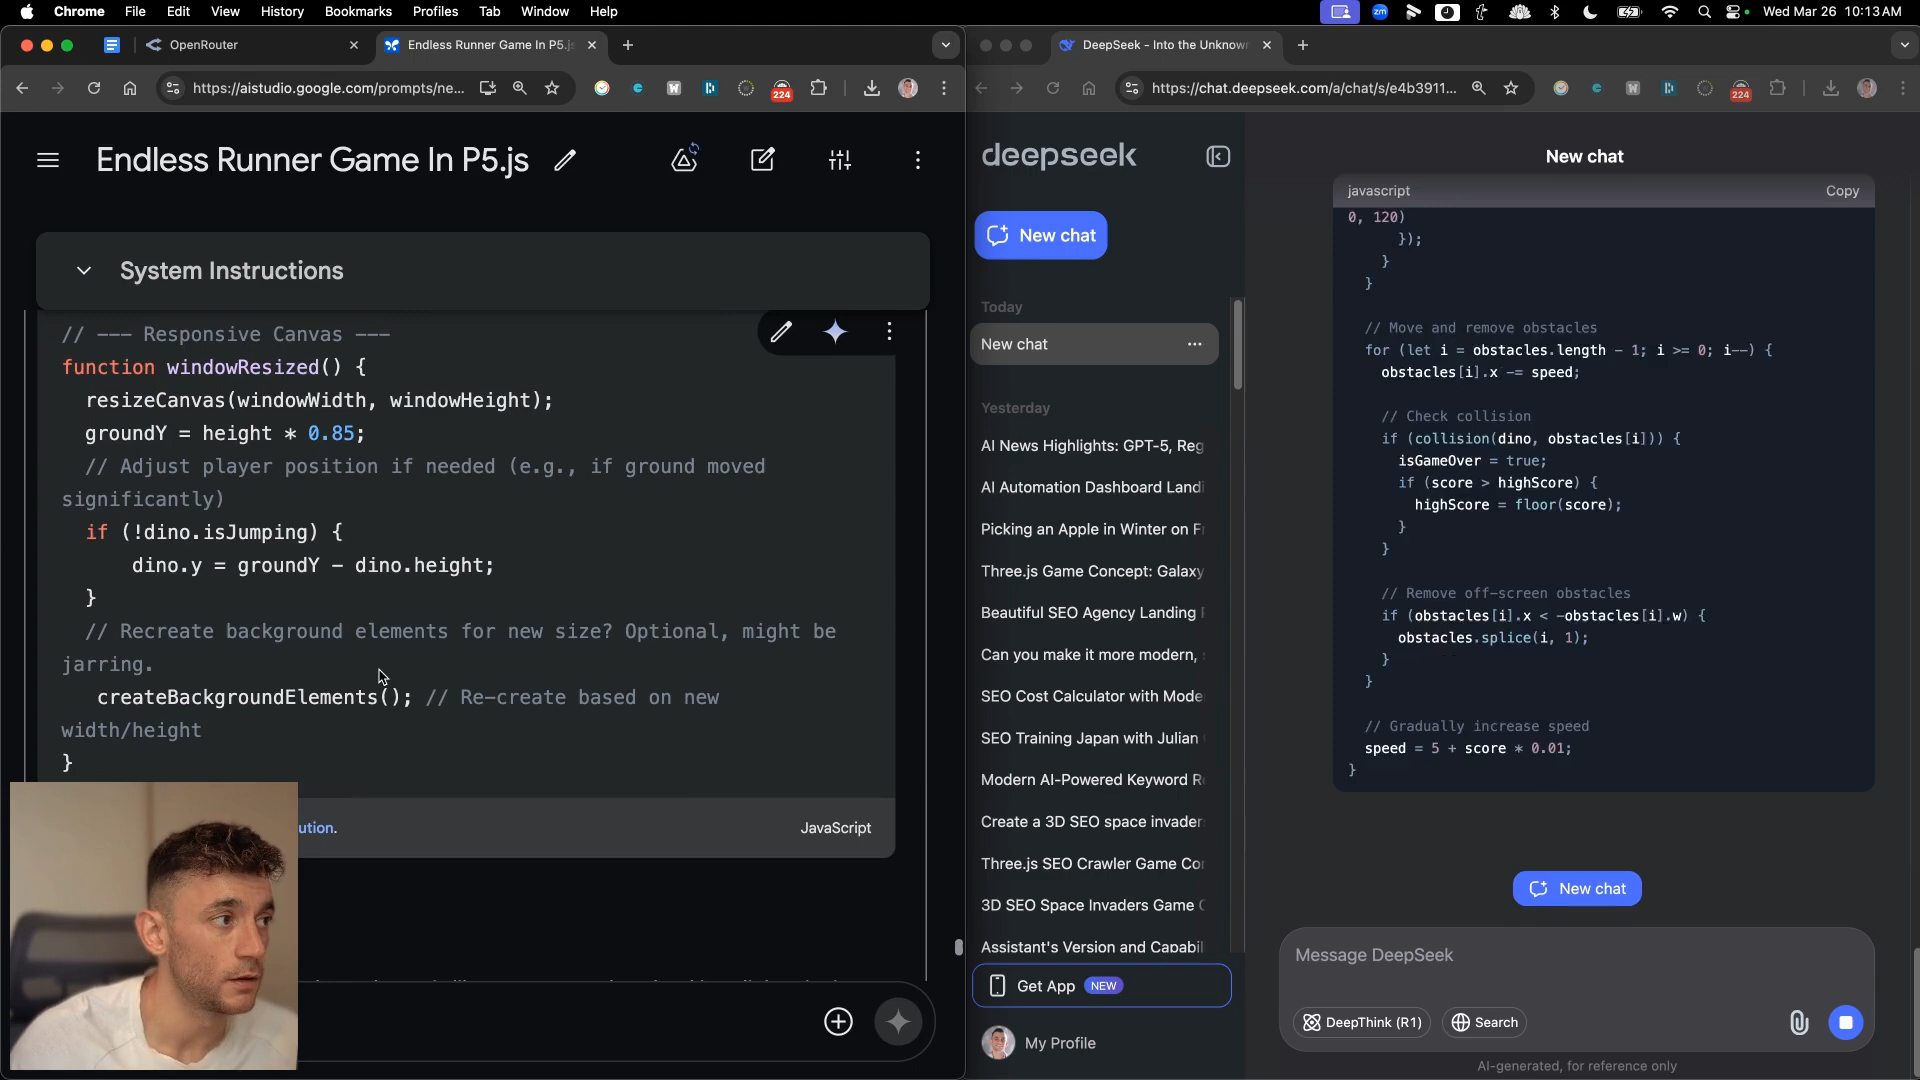 Chrome File Edit View History Bookmarks Profiles Tab Window Help
zm
Wed Mar 26 10:13 AM
OpenRouter
Endless Runner Game In P5.js
https://aistudio.google.com/prompts/ne...
224
Endless Runner Game In P5.js
System Instructions
// --- Responsive Canvas ---
function windowResized() {
resizeCanvas(windowWidth, windowHeight);
groundY = height * 0.85;
// Adjust player position if needed (e.g., if ground moved
significantly)
if (!dino.isJumping) {
dino.y = groundY - dino.height;
}
// Recreate background elements for new size? Optional, might be
jarring.
createBackgroundElements(); // Re-create based on new
width/height
}
ution.
JavaScript
DeepSeek - Into the Unknown
https://chat.deepseek.com/a/chat/s/e4b3911...
224
deepseek
New chat
Today
New chat
Yesterday
AI News Highlights: GPT-5, Reg
AI Automation Dashboard Landi
Picking an Apple in Winter on F
Three.js Game Concept: Galaxy
Beautiful SEO Agency Landing
Can you make it more modern,
SEO Cost Calculator with Mode
SEO Training Japan with Julian
Modern AI-Powered Keyword R
Create a 3D SEO space invader
Three.js SEO Crawler Game Co
3D SEO Space Invaders Game
Assistant's Version and Capabil
Get App NEW
My Profile
New chat
javascript
Copy
0, 120)
});
}
}
// Move and remove obstacles
for (let i = obstacles.length - 1; i >= 0; i--) {
obstacles[i].x -= speed;
// Check collision
if (collision(dino, obstacles[i])) {
isGameOver = true;
if (score > highScore) {
highScore = floor(score);
}
}
// Remove off-screen obstacles
if (obstacles[i].x < -obstacles[i].w) {
obstacles.splice(i, 1);
}
}
// Gradually increase speed
speed = 5 + score * 0.01;
}
New chat
Message DeepSeek
DeepThink (R1)
Search
AI-generated, for reference only